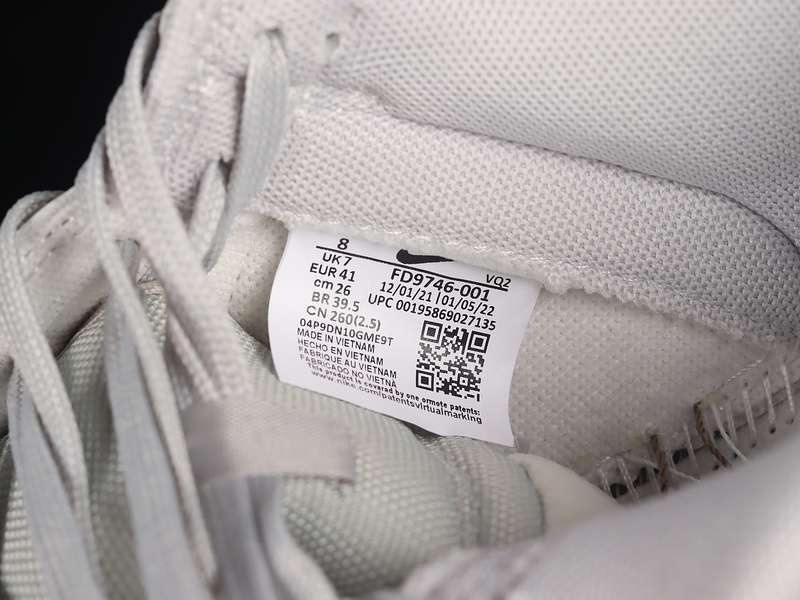 8
UK 7
EUR 41
cm 26
BR 39.5
CN 260(2.5)
FD9746-001 VQ2
12/01/21 | 01/05/22
UPC 00195869027135
04P9DN10GME9T
MADE IN VIETNAM
HECHO EN VIETNAM
FABRIQUE AU VIETNAM
FABRICADO NO VIETNA
This product is covered by one ormote patents:
www.nike.com/patentsvirtualmarking